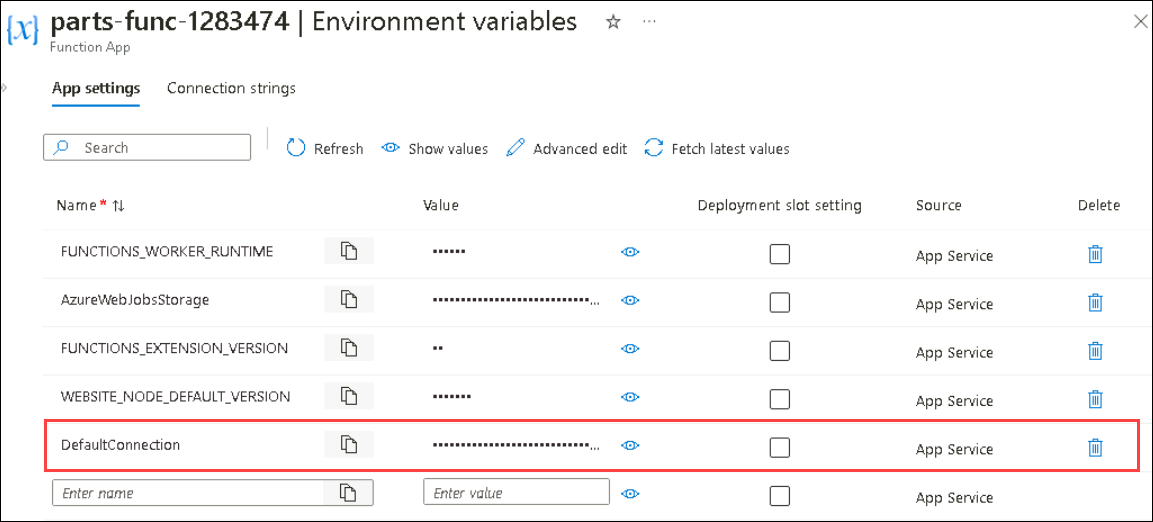 parts-func-1283474 | Environment variables
Function App
App settings Connection strings
Search Refresh Show values Advanced edit Fetch latest values
Name * Value Deployment slot setting Source Delete
FUNCTIONS_WORKER_RUNTIME •••••• App Service
AzureWebJobsStorage ••••••••••••••••••••••••••••... App Service
FUNCTIONS_EXTENSION_VERSION •• App Service
WEBSITE_NODE_DEFAULT_VERSION ••••••• App Service
DefaultConnection ••••••••••••••••••••••••••••... App Service
Enter name Enter value App Service